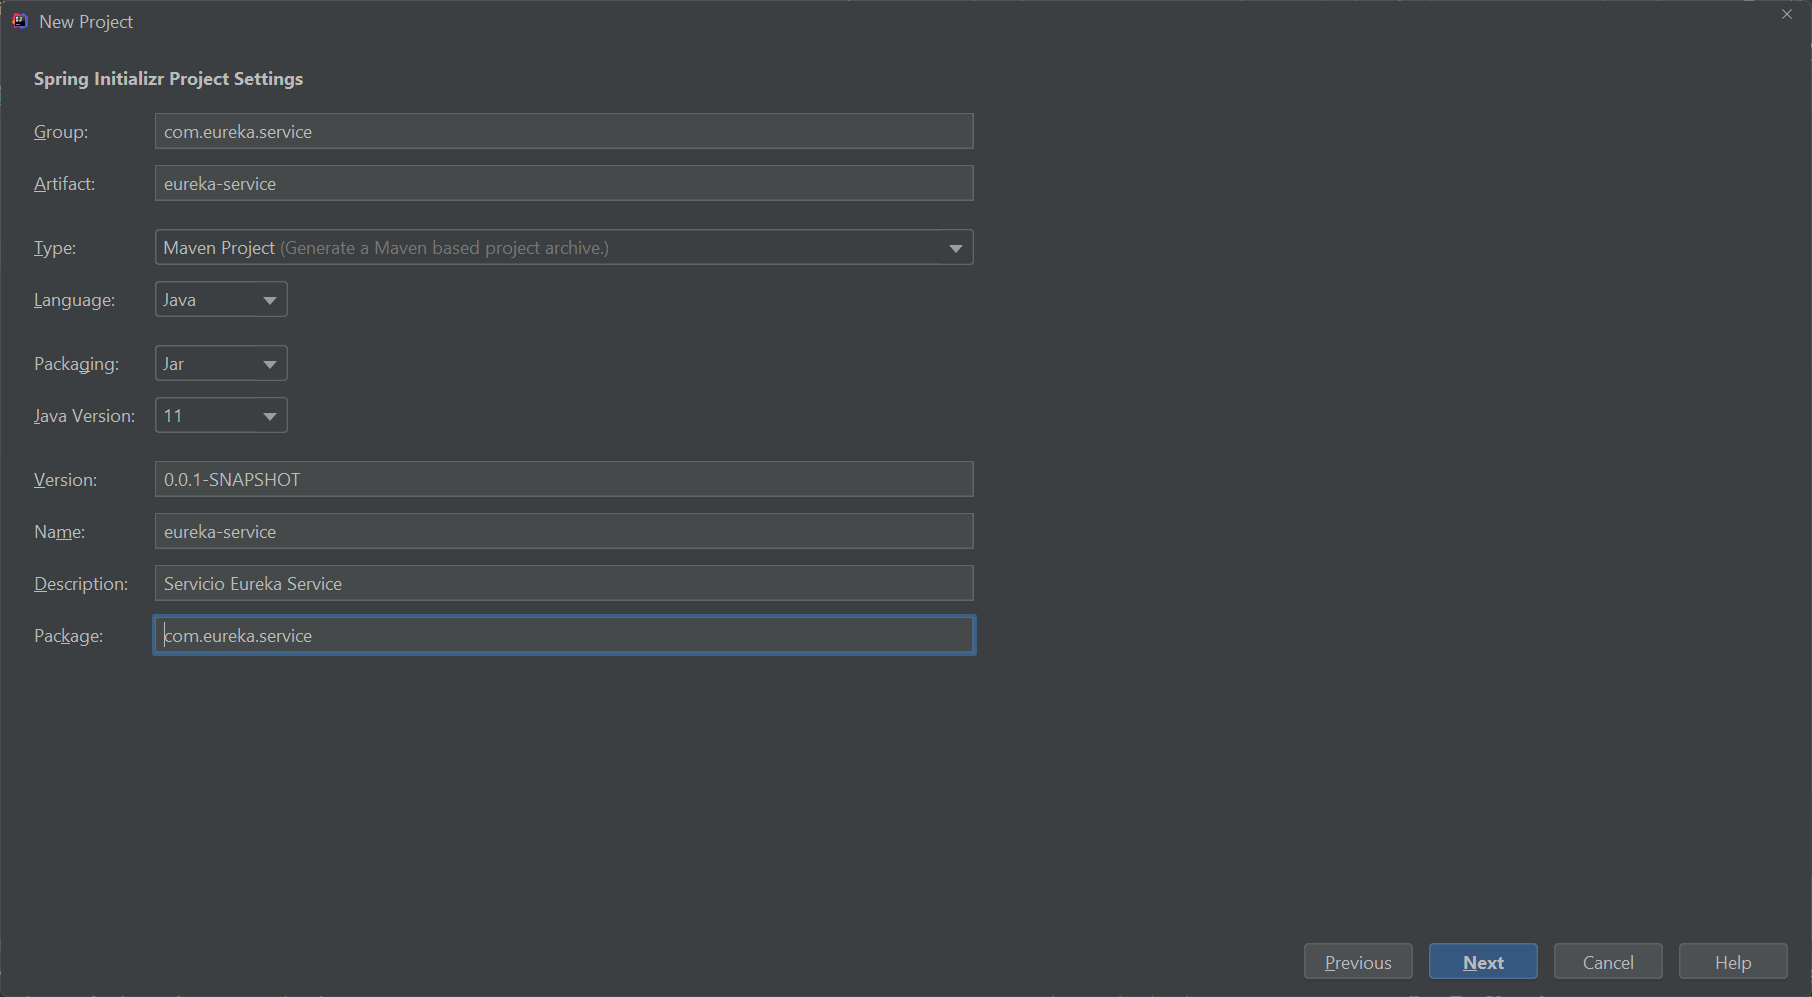 New Project
Spring Initializr Project Settings
Group: com.eureka.service
Artifact: eureka-service
Type: Maven Project (Generate a Maven based project archive.)
Language: Java
Packaging: Jar
Java Version: 11
Version: 0.0.1-SNAPSHOT
Name: eureka-service
Description: Servicio Eureka Service
Package: com.eureka.service
Previous Next Cancel Help